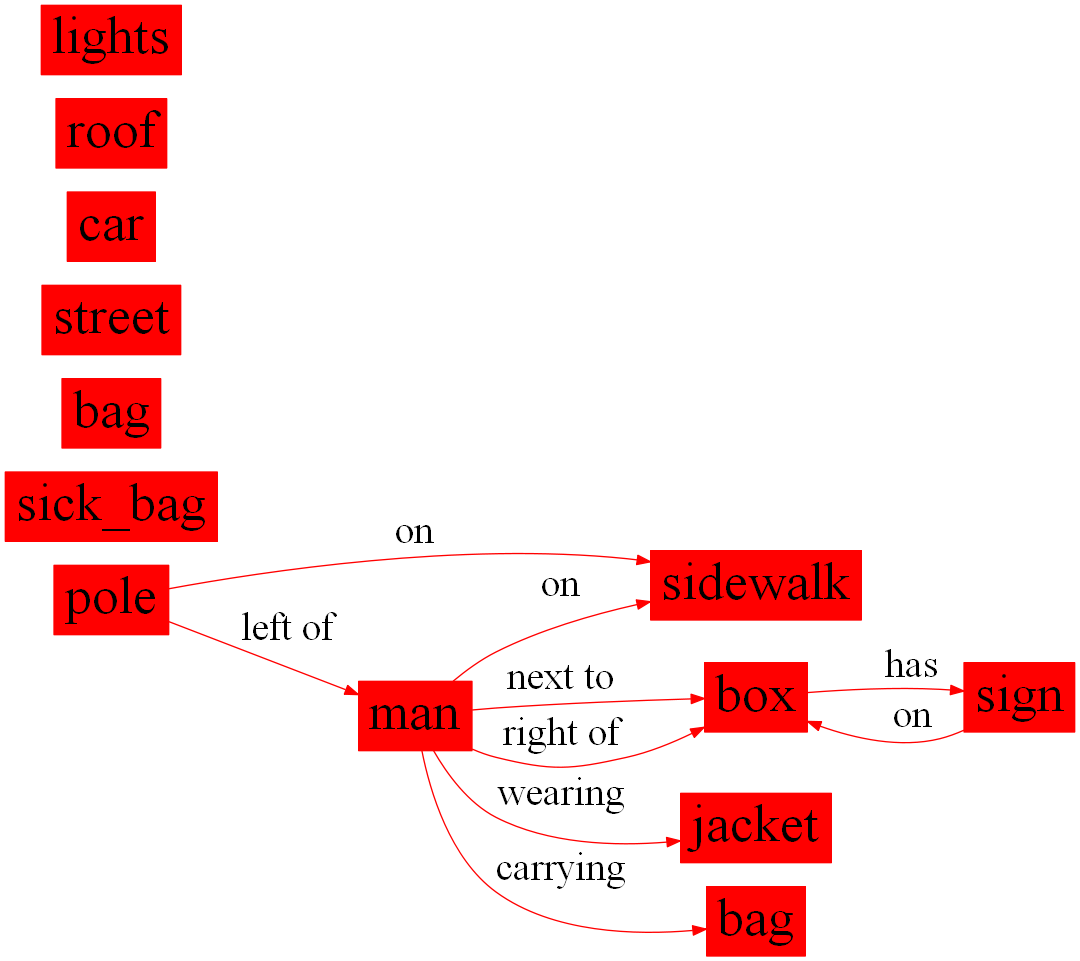 lights
roof
car
street
bag
sick_bag
on
pole
on
sidewalk
left of
next to
has
man
box
sign
right of
on
wearing
jacket
carrying
bag